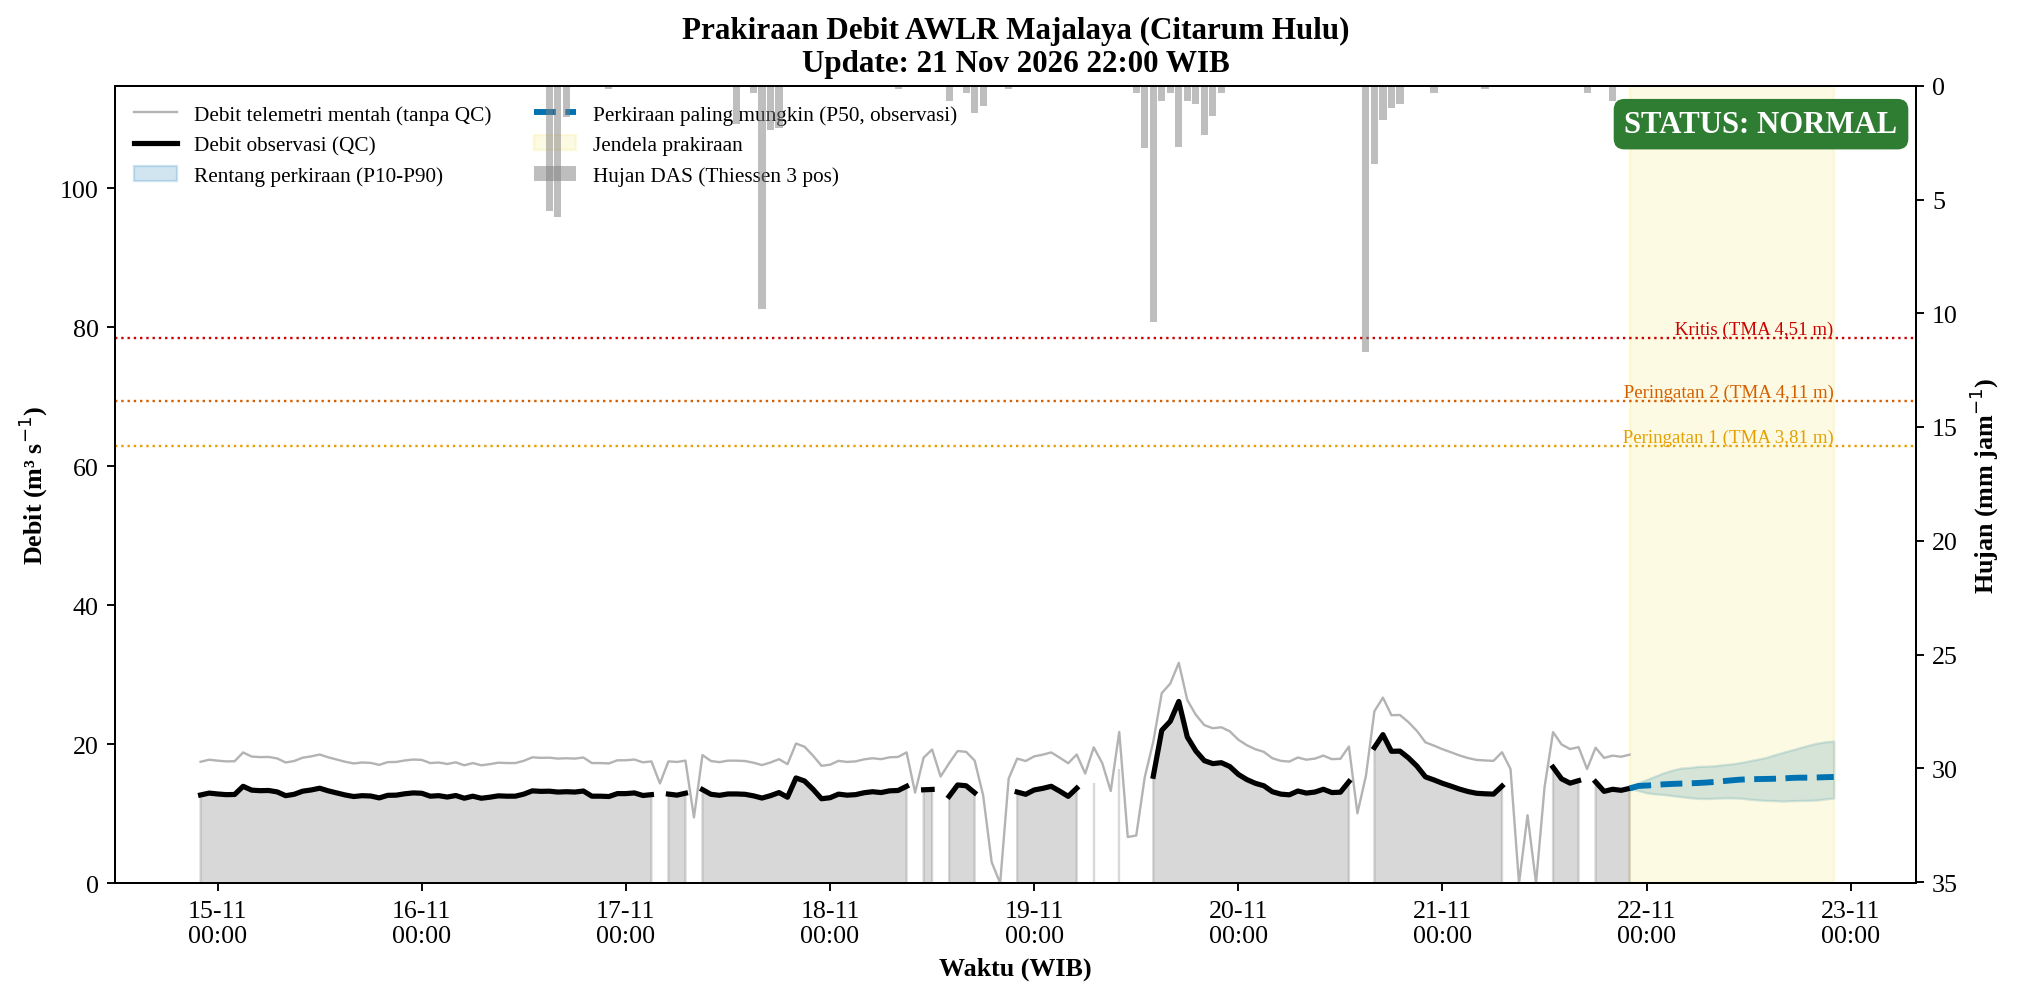 Prakiraan Debit AWLR Majalaya (Citarum Hulu)
Update: 21 Nov 2026 22:00 WIB
Debit telemetri mentah (tanpa QC)
Debit observasi (QC)
Rentang perkiraan (P10-P90)
Perkiraan paling mungkin (P50, observasi)
Jendela prakiraan
Hujan DAS (Thiessen 3 pos)
STATUS: NORMAL
Kritis (TMA 4,51 m)
Peringatan 2 (TMA 4,11 m)
Peringatan 1 (TMA 3,81 m)
Debit (m³ s⁻¹)
100
80
60
40
20
0
Hujan (mm jam⁻¹)
0
5
10
15
20
25
30
35
15-11
00:00
16-11
00:00
17-11
00:00
18-11
00:00
19-11
00:00
20-11
00:00
21-11
00:00
22-11
00:00
23-11
00:00
Waktu (WIB)